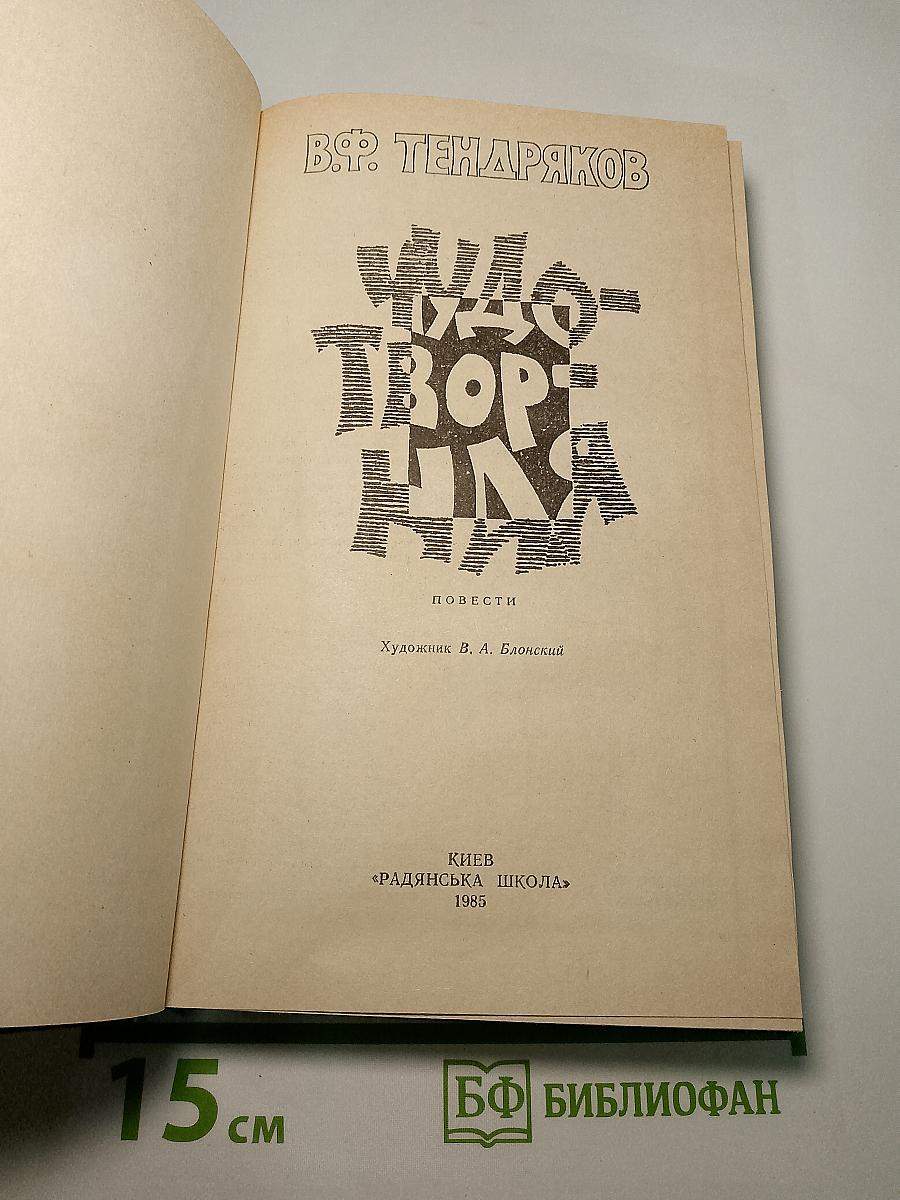 В.Ф. ТЕНДРЯКОВ
ЧУДО-
ТВОР-
НАЯ
ПОВЕСТИ
Художник В. А. Блонский
КИЕВ
«РАДЯНСЬКА ШКОЛА»
1985
15 см
БФ БИБЛИОФАН